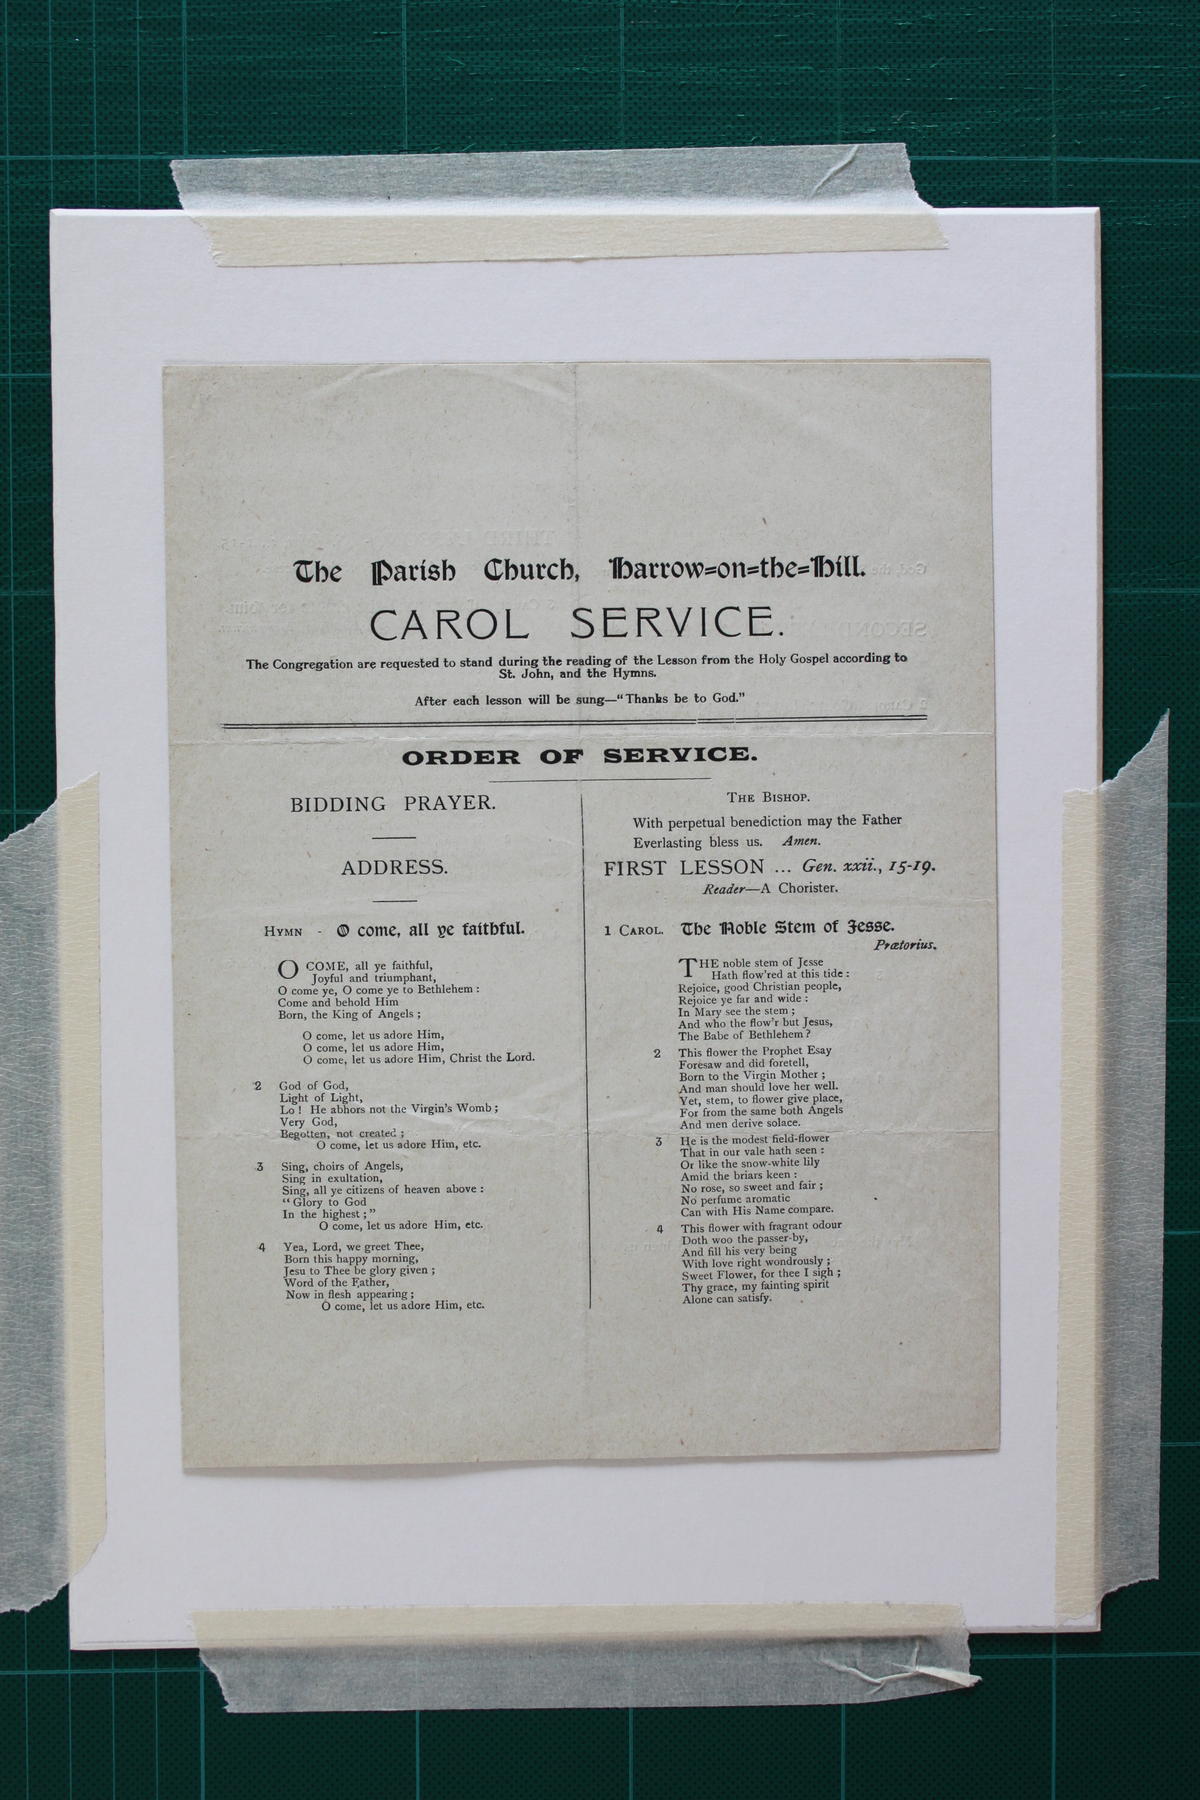 The Parish Church, Harrow=on=the=Hill.
CAROL SERVICE.
The Congregation are requested to stand during the reading of the Lesson from the Holy Gospel according to
St. John, and the Hymns.
After each lesson will be sung—“Thanks be to God.”
ORDER OF SERVICE.
BIDDING PRAYER.
ADDRESS.
HYMN - O come, all ye faithful.
O COME, all ye faithful,
Joyful and triumphant,
O come ye, O come ye to Bethlehem :
Come and behold Him
Born, the King of Angels ;
O come, let us adore Him,
O come, let us adore Him,
O come, let us adore Him, Christ the Lord.
2 God of God,
Light of Light,
Lo ! He abhors not the Virgin's Womb ;
Very God,
Begotten, not created ;
O come, let us adore Him, etc.
3 Sing, choirs of Angels,
Sing in exultation,
Sing, all ye citizens of heaven above :
“ Glory to God
In the highest ; ”
O come, let us adore Him, etc.
4 Yea, Lord, we greet Thee,
Born this happy morning,
Jesu to Thee be glory given ;
Word of the Father,
Now in flesh appearing ;
O come, let us adore Him, etc.
THE BISHOP.
With perpetual benediction may the Father
Everlasting bless us. Amen.
FIRST LESSON ... Gen. xxii., 15-19.
Reader—A Chorister.
1 CAROL. The Noble Stem of Jesse.
Prætorius.
THE noble stem of Jesse
Hath flow'red at this tide :
Rejoice, good Christian people,
Rejoice ye far and wide :
In Mary see the stem ;
And who the flow'r but Jesus,
The Babe of Bethlehem ?
2 This flower the Prophet Esay
Foresaw and did foretell,
Born to the Virgin Mother ;
And man should love her well.
Yet, stem, to flower give place,
For from the same both Angels
And men derive solace.
3 He is the modest field-flower
That in our vale hath seen :
Or like the snow-white lily
Amid the briars keen :
No rose, so sweet and fair ;
No perfume aromatic
Can with His Name compare.
4 This flower with fragrant odour
Doth woo the passer-by,
And fill his very being
With love right wondrously ;
Sweet Flower, for thee I sigh ;
Thy grace, my fainting spirit
Alone can satisfy.